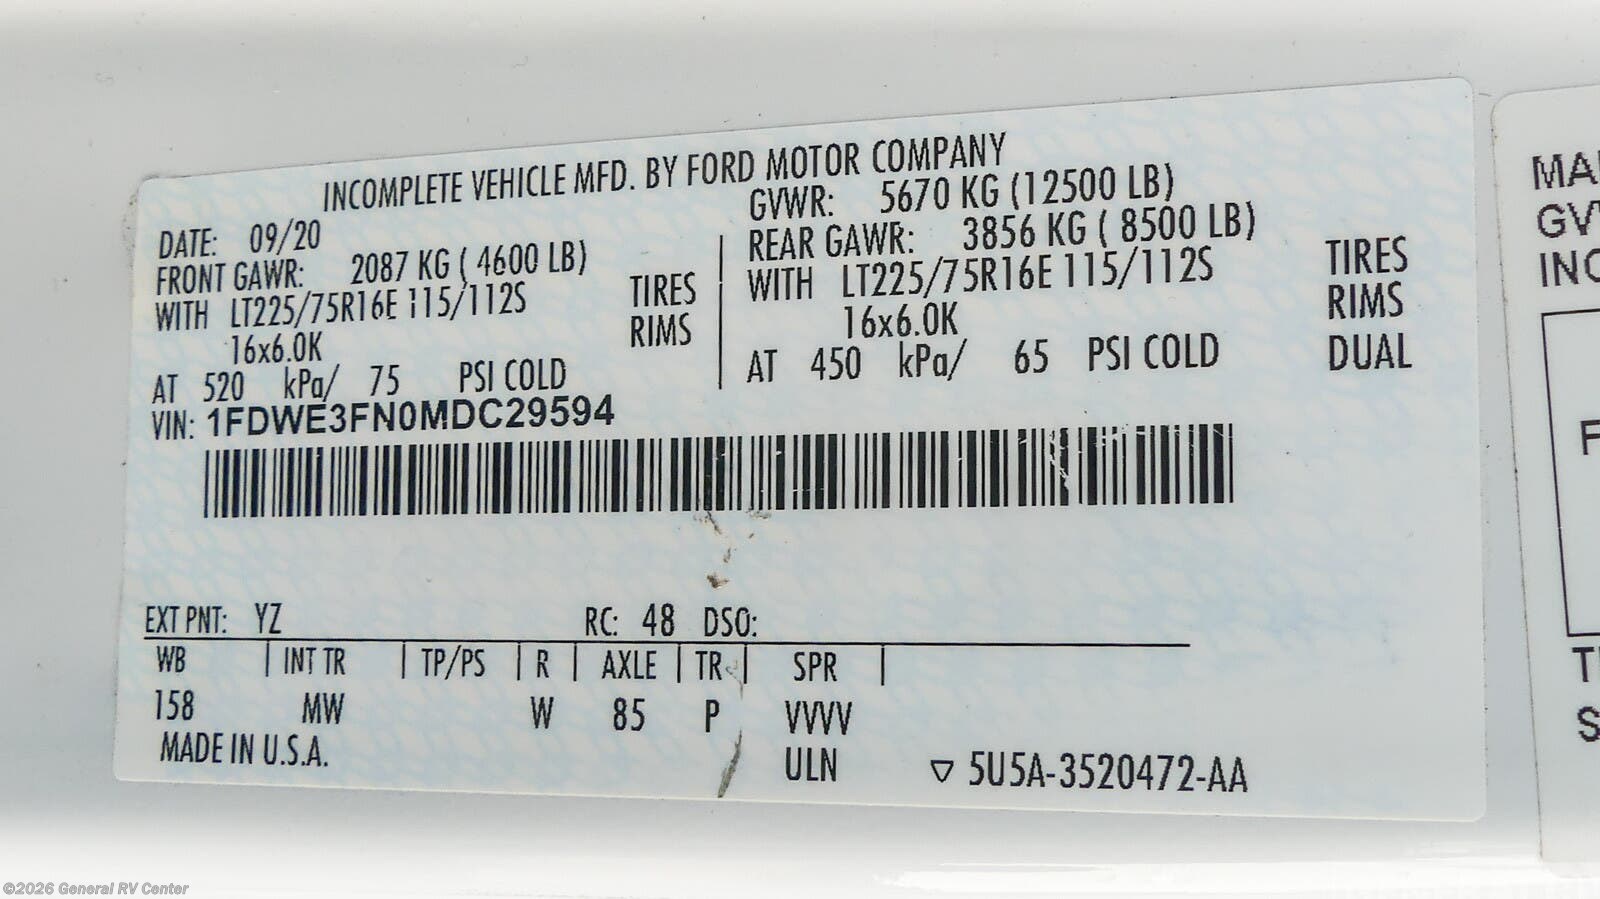 INCOMPLETE VEHICLE MFD. BY FORD MOTOR COMPANY
DATE: 09/20
GVWR: 5670 KG (12500 LB)
FRONT GAWR: 2087 KG ( 4600 LB)
WITH LT225/75R16E 115/112S TIRES
16x6.0K RIMS
AT 520 kPa/ 75 PSI COLD
REAR GAWR: 3856 KG ( 8500 LB)
WITH LT225/75R16E 115/112S TIRES
16x6.0K RIMS
AT 450 kPa/ 65 PSI COLD DUAL
VIN: 1FDWE3FN0MDC29594
EXT PNT: YZ RC: 48 DSO:
WB INT TR TP/PS R AXLE TR SPR
158 MW W 85 P VVVV
MADE IN U.S.A. ULN ▽ 5U5A-3520472-AA
©2026 General RV Center